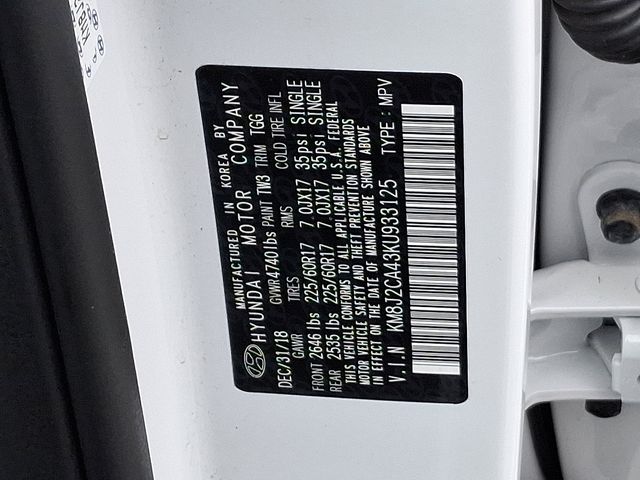 MANUFACTURED IN KOREA BY
HYUNDAI MOTOR COMPANY
DEC/31/18 GVWR 4740 lbs PAINT TW3 TRIM TGG
GAWR TIRES RIMS COLD TIRE INFL
FRONT 2646 lbs 225/60R17 7.0JX17 35psi SINGLE
REAR 2535 lbs 225/60R17 7.0JX17 35psi SINGLE
THIS VEHICLE CONFORMS TO ALL APPLICABLE U.S.A. FEDERAL
MOTOR VEHICLE SAFETY AND THEFT PREVENTION STANDARDS
IN EFFECT ON THE DATE OF MANUFACTURE SHOWN ABOVE
V.I.N : KM8J2CA43KU933125 TYPE : MPV